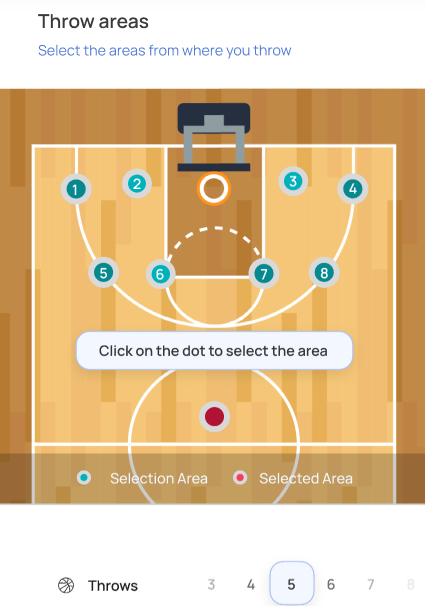 Throw areas
Select the areas from where you throw
1 2 3 4
5 6 7 8
Click on the dot to select the area
Selection Area Selected Area
Throws 3 4 5 6 7 8